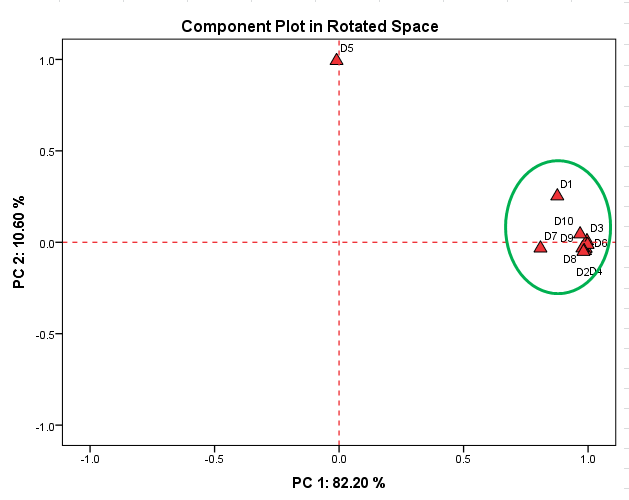 Component Plot in Rotated Space
D5
1.0
0.5
D1
D10
D3
D7
D9
D6
0.0
D8
D2
D4
-0.5
-1.0
-1.0
-0.5
0.0
0.5
1.0
PC 2: 10.60 %
PC 1: 82.20 %